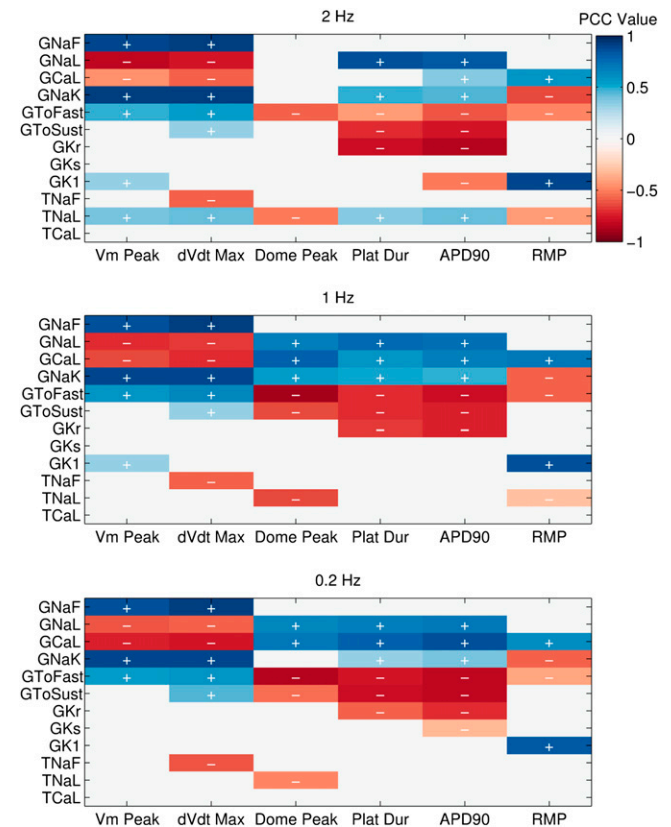 2 Hz
PCC Value
GNaF + +
GNaL − − + +
GCaL − − + +
GNaK + + + + −
GToFast + + − − − −
GToSust + − −
GKr − −
GKs
GK1 + − +
TNaF −
TNaL + + − + + −
TCaL
1
0.5
0
−0.5
−1
Vm Peak dVdt Max Dome Peak Plat Dur APD90 RMP
1 Hz
GNaF + +
GNaL − − + + +
GCaL − − + + + +
GNaK + + + + + −
GToFast + + − − − −
GToSust + − − −
GKr − −
GKs
GK1 + +
TNaF −
TNaL − −
TCaL
Vm Peak dVdt Max Dome Peak Plat Dur APD90 RMP
0.2 Hz
GNaF + +
GNaL − − + + +
GCaL − − + + + +
GNaK + + + + −
GToFast + + − − − −
GToSust + − − −
GKr − −
GKs −
GK1 +
TNaF −
TNaL −
TCaL
Vm Peak dVdt Max Dome Peak Plat Dur APD90 RMP